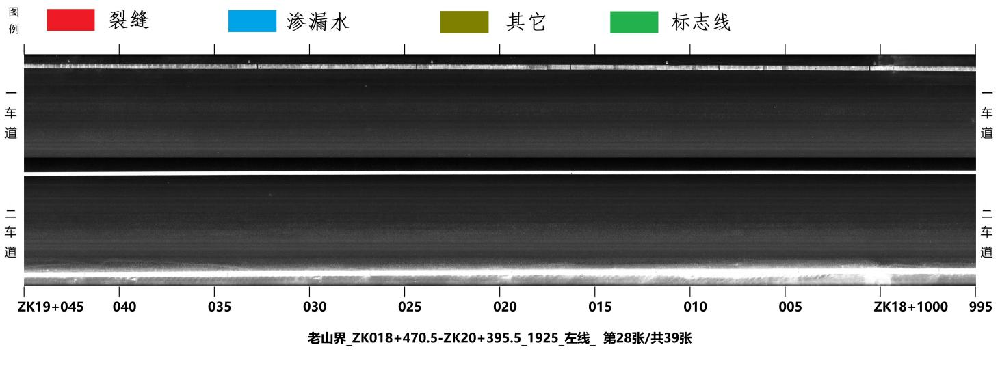 图例 裂缝 渗漏水 其它 标志线
一车道 一车道
二车道 二车道
ZK19+045 040 035 030 025 020 015 010 005 ZK18+1000 995
老山界_ZK018+470.5-ZK20+395.5_1925_左线_ 第28张/共39张